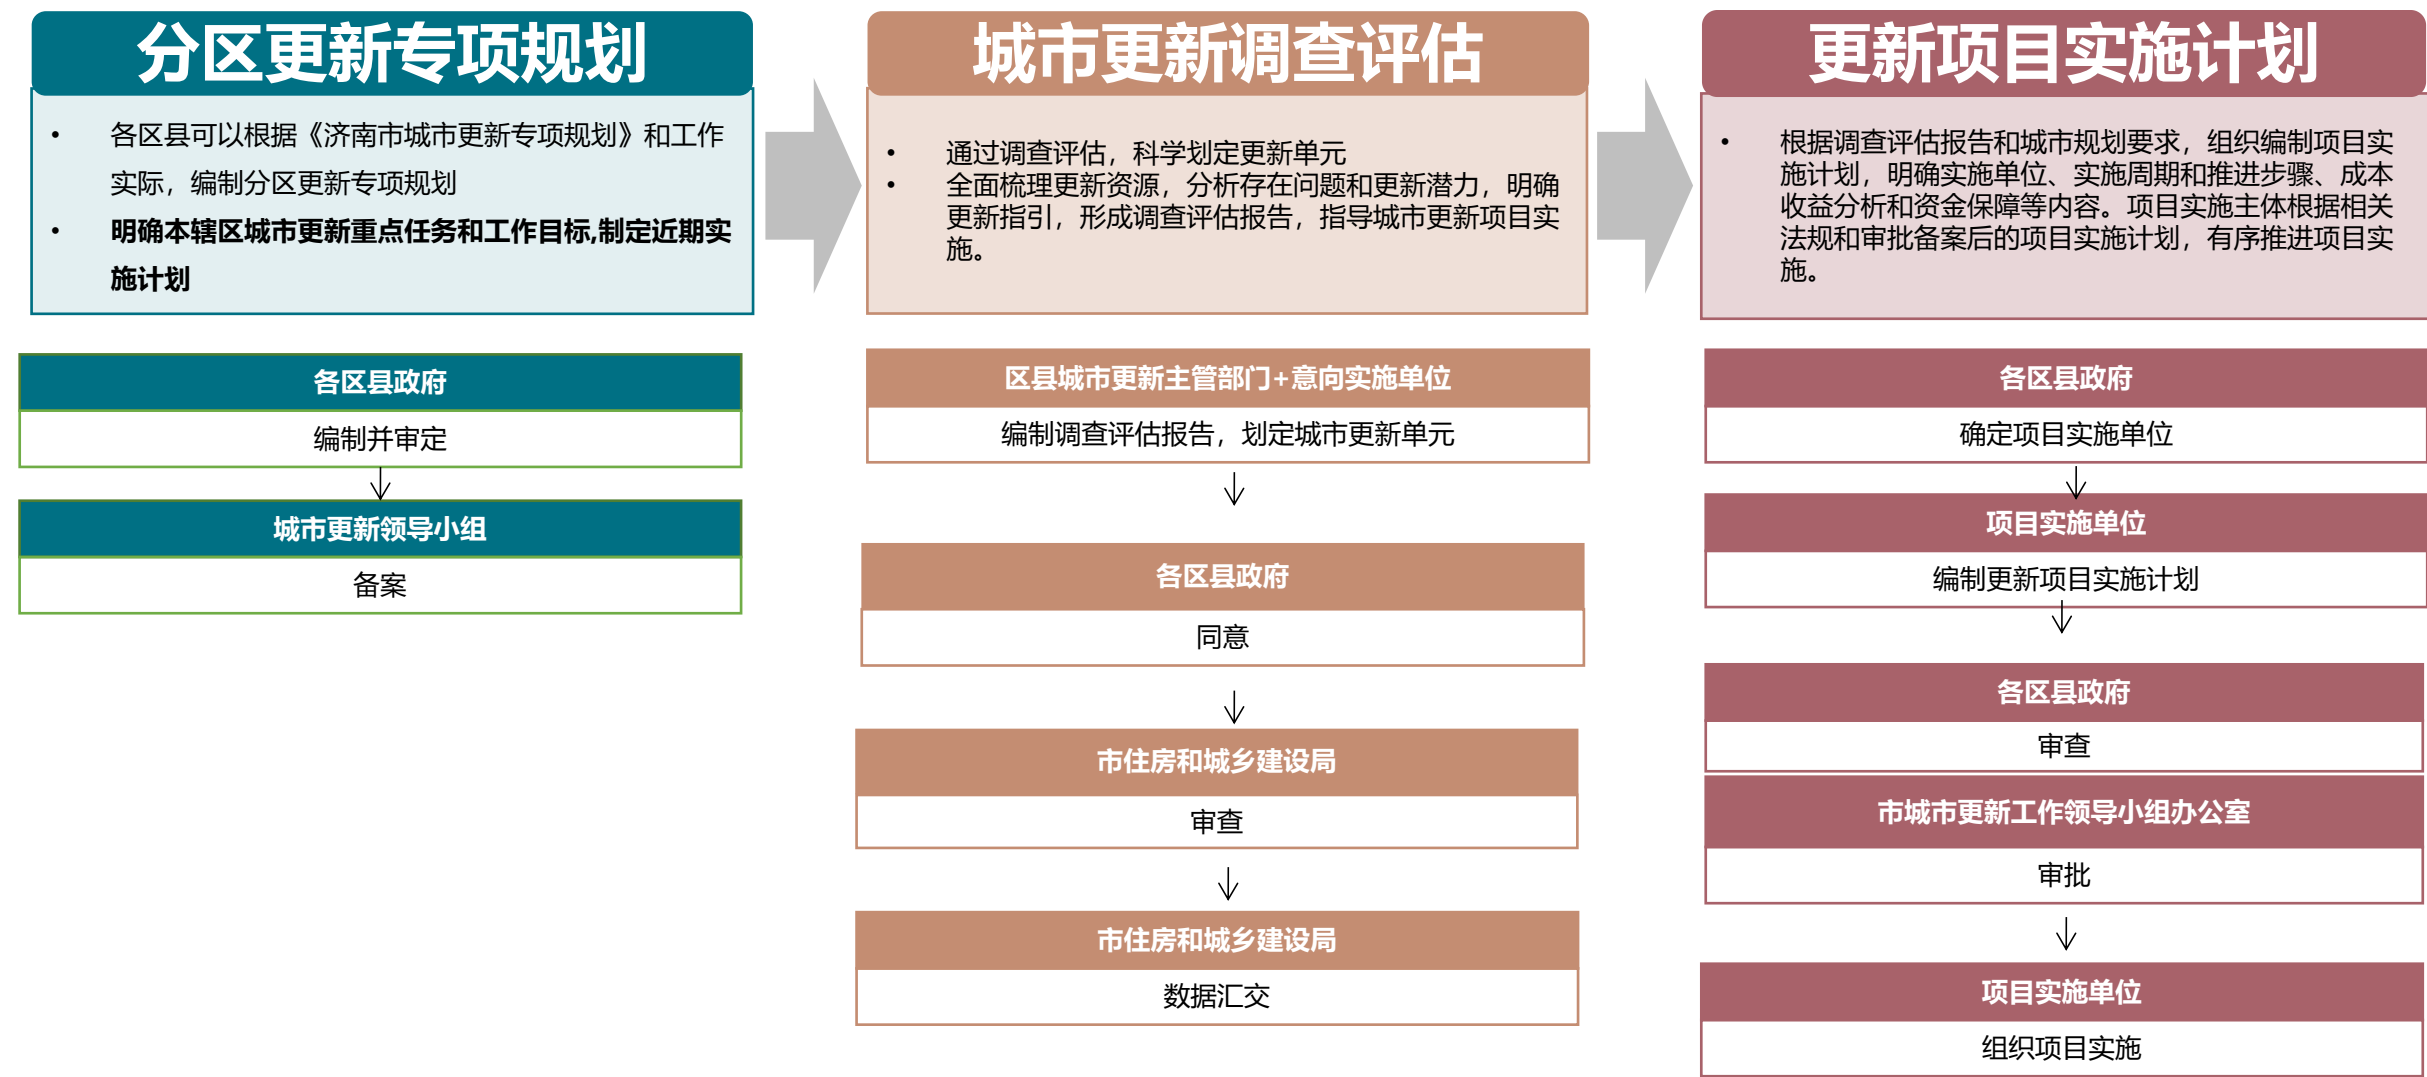 分区更新专项规划
• 各区县可以根据《济南市城市更新专项规划》和工作
实际，编制分区更新专项规划
• 明确本辖区城市更新重点任务和工作目标,制定近期实
施计划
各区县政府
编制并审定
城市更新领导小组
备案
城市更新调查评估
• 通过调查评估，科学划定更新单元
• 全面梳理更新资源，分析存在问题和更新潜力，明确
更新指引，形成调查评估报告，指导城市更新项目实
施。
区县城市更新主管部门+意向实施单位
编制调查评估报告，划定城市更新单元
各区县政府
同意
市住房和城乡建设局
审查
市住房和城乡建设局
数据汇交
更新项目实施计划
• 根据调查评估报告和城市规划要求，组织编制项目实
施计划，明确实施单位、实施周期和推进步骤、成本
收益分析和资金保障等内容。项目实施主体根据相关
法规和审批备案后的项目实施计划，有序推进项目实
施。
各区县政府
确定项目实施单位
项目实施单位
编制更新项目实施计划
各区县政府
审查
市城市更新工作领导小组办公室
审批
项目实施单位
组织项目实施